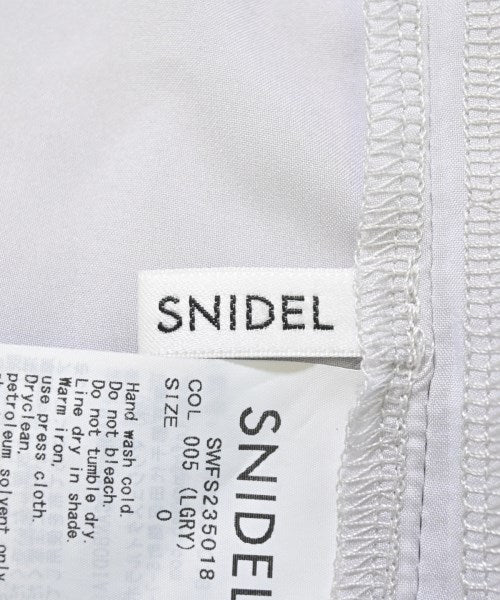 SNIDEL
SNIDEL
SWFS235018
COL 005 (LGRY)
SIZE 0
Hand wash cold.
Do not bleach.
Do not tumble dry.
Line dry in shade.
Warm iron,
use press cloth.
Dryclean,
petroleum solvent only